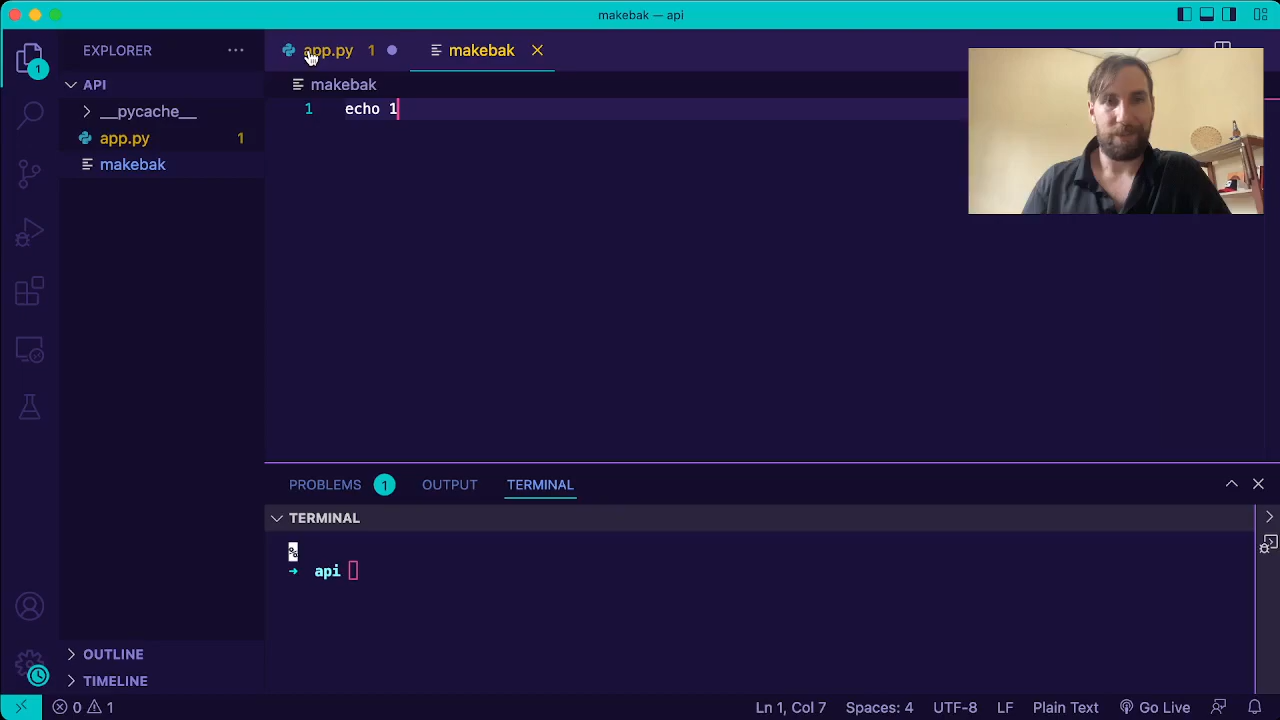 makebak — api
EXPLORER
app.py 1
makebak
API
makebak
__pycache__
1 echo 1
app.py 1
makebak
1
PROBLEMS 1 OUTPUT TERMINAL
TERMINAL
%
→ api
OUTLINE
TIMELINE
0 1
Ln 1, Col 7 Spaces: 4 UTF-8 LF Plain Text Go Live